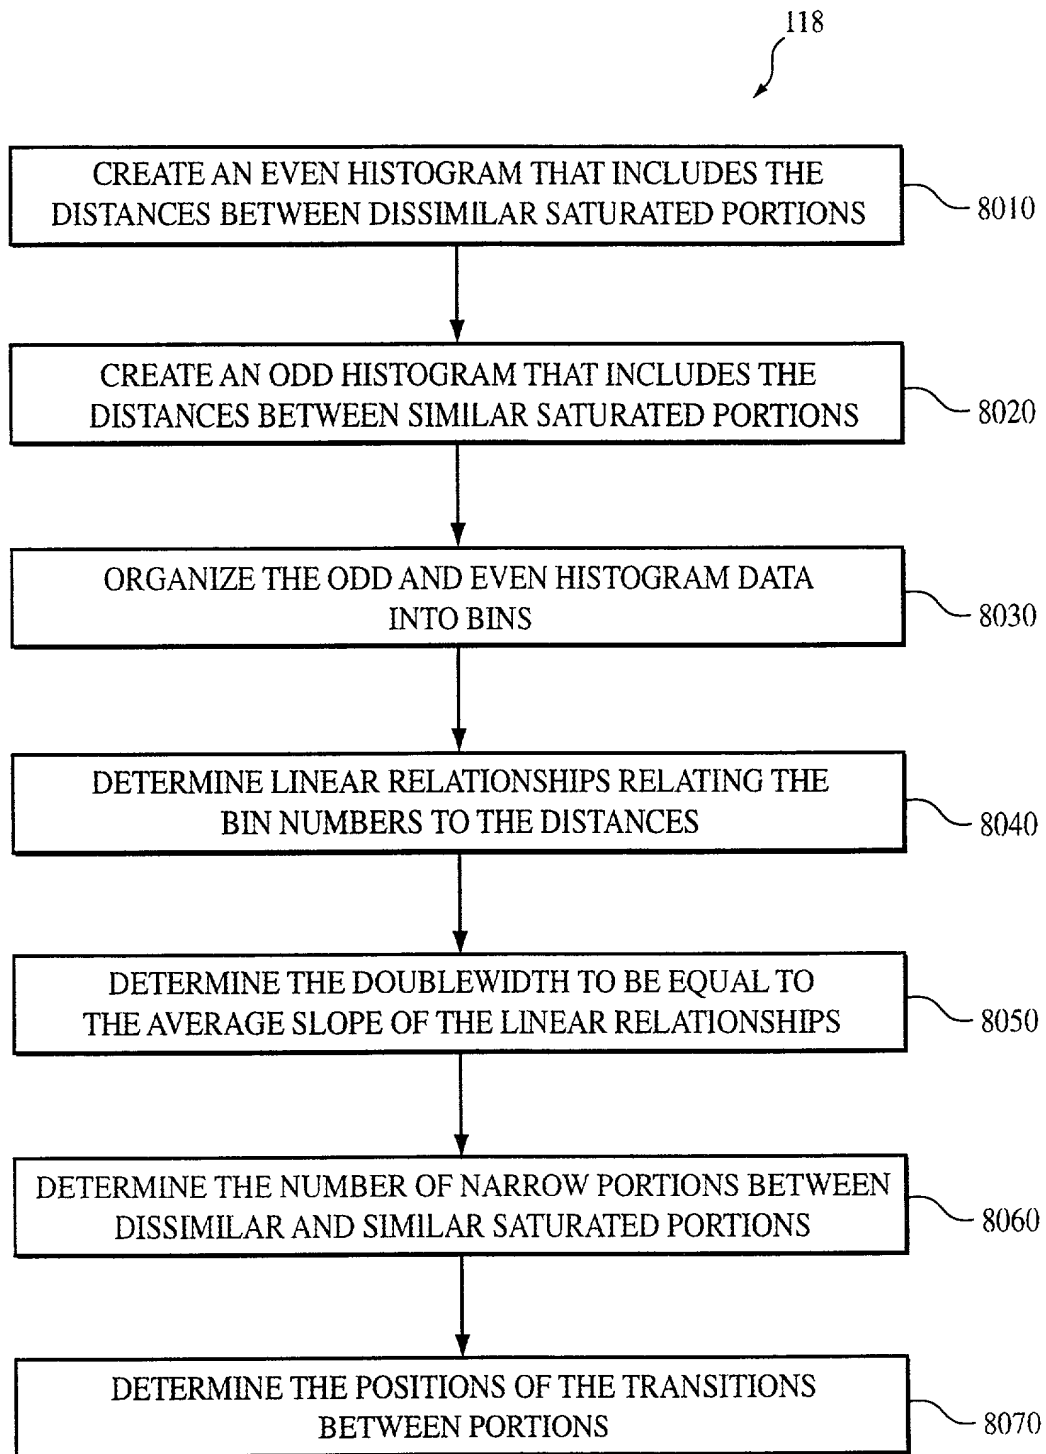 118
CREATE AN EVEN HISTOGRAM THAT INCLUDES THE
DISTANCES BETWEEN DISSIMILAR SATURATED PORTIONS
8010
CREATE AN ODD HISTOGRAM THAT INCLUDES THE
DISTANCES BETWEEN SIMILAR SATURATED PORTIONS
8020
ORGANIZE THE ODD AND EVEN HISTOGRAM DATA
INTO BINS
8030
DETERMINE LINEAR RELATIONSHIPS RELATING THE
BIN NUMBERS TO THE DISTANCES
8040
DETERMINE THE DOUBLEWIDTH TO BE EQUAL TO
THE AVERAGE SLOPE OF THE LINEAR RELATIONSHIPS
8050
DETERMINE THE NUMBER OF NARROW PORTIONS BETWEEN
DISSIMILAR AND SIMILAR SATURATED PORTIONS
8060
DETERMINE THE POSITIONS OF THE TRANSITIONS
BETWEEN PORTIONS
8070